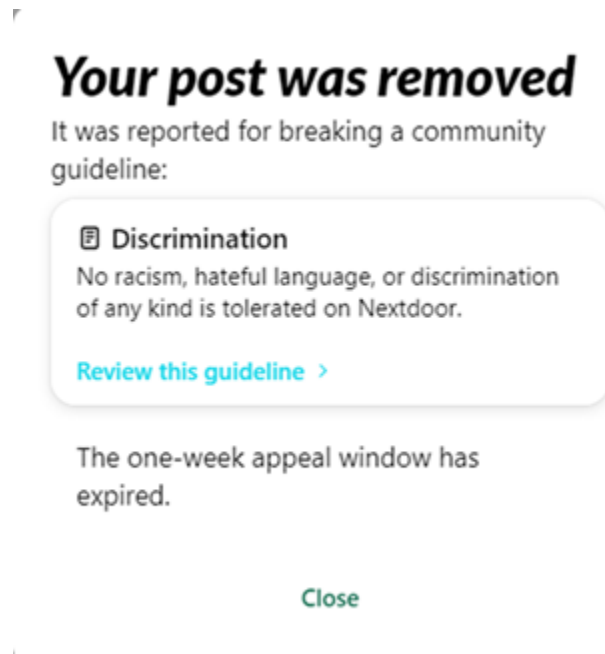 Your post was removed
It was reported for breaking a community
guideline:
Discrimination
No racism, hateful language, or discrimination
of any kind is tolerated on Nextdoor.
Review this guideline >
The one-week appeal window has
expired.
Close